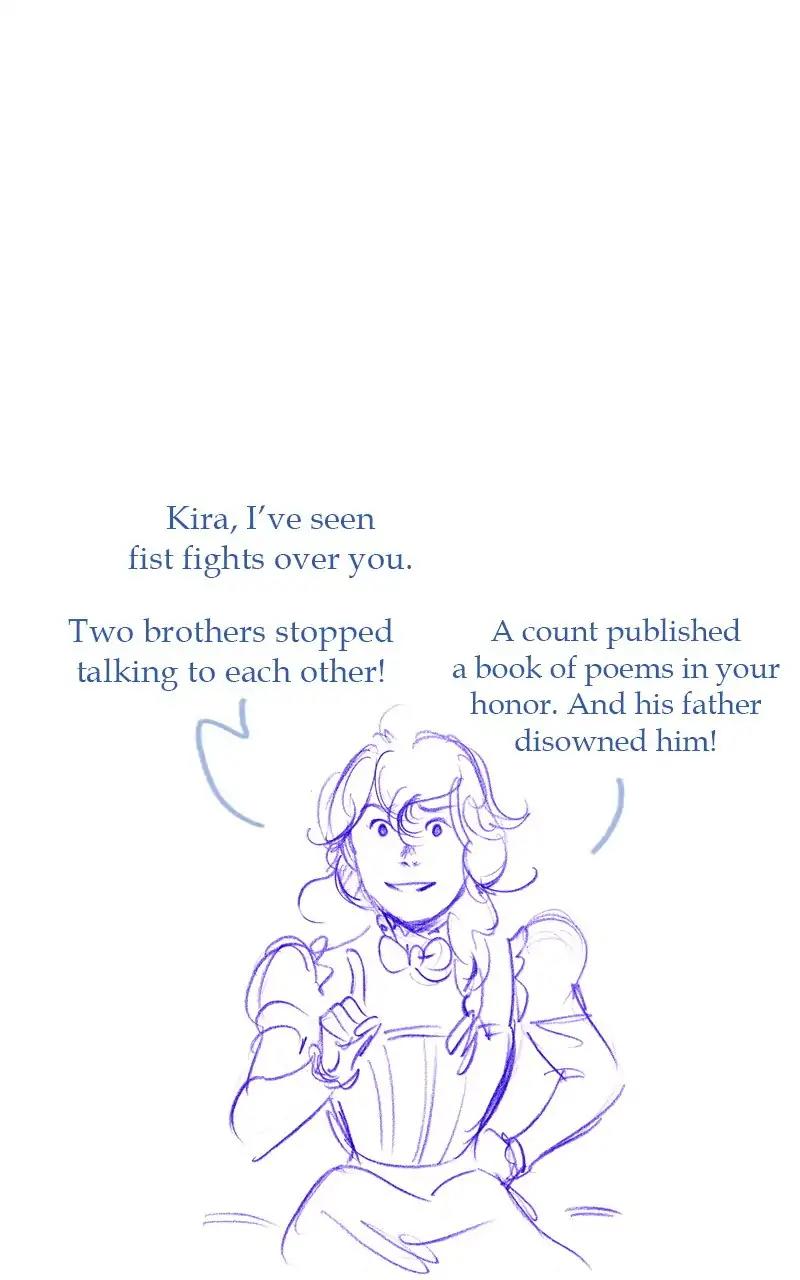 Kira, I’ve seen
fist fights over you.
Two brothers stopped
talking to each other!
A count published
a book of poems in your
honor. And his father
disowned him!